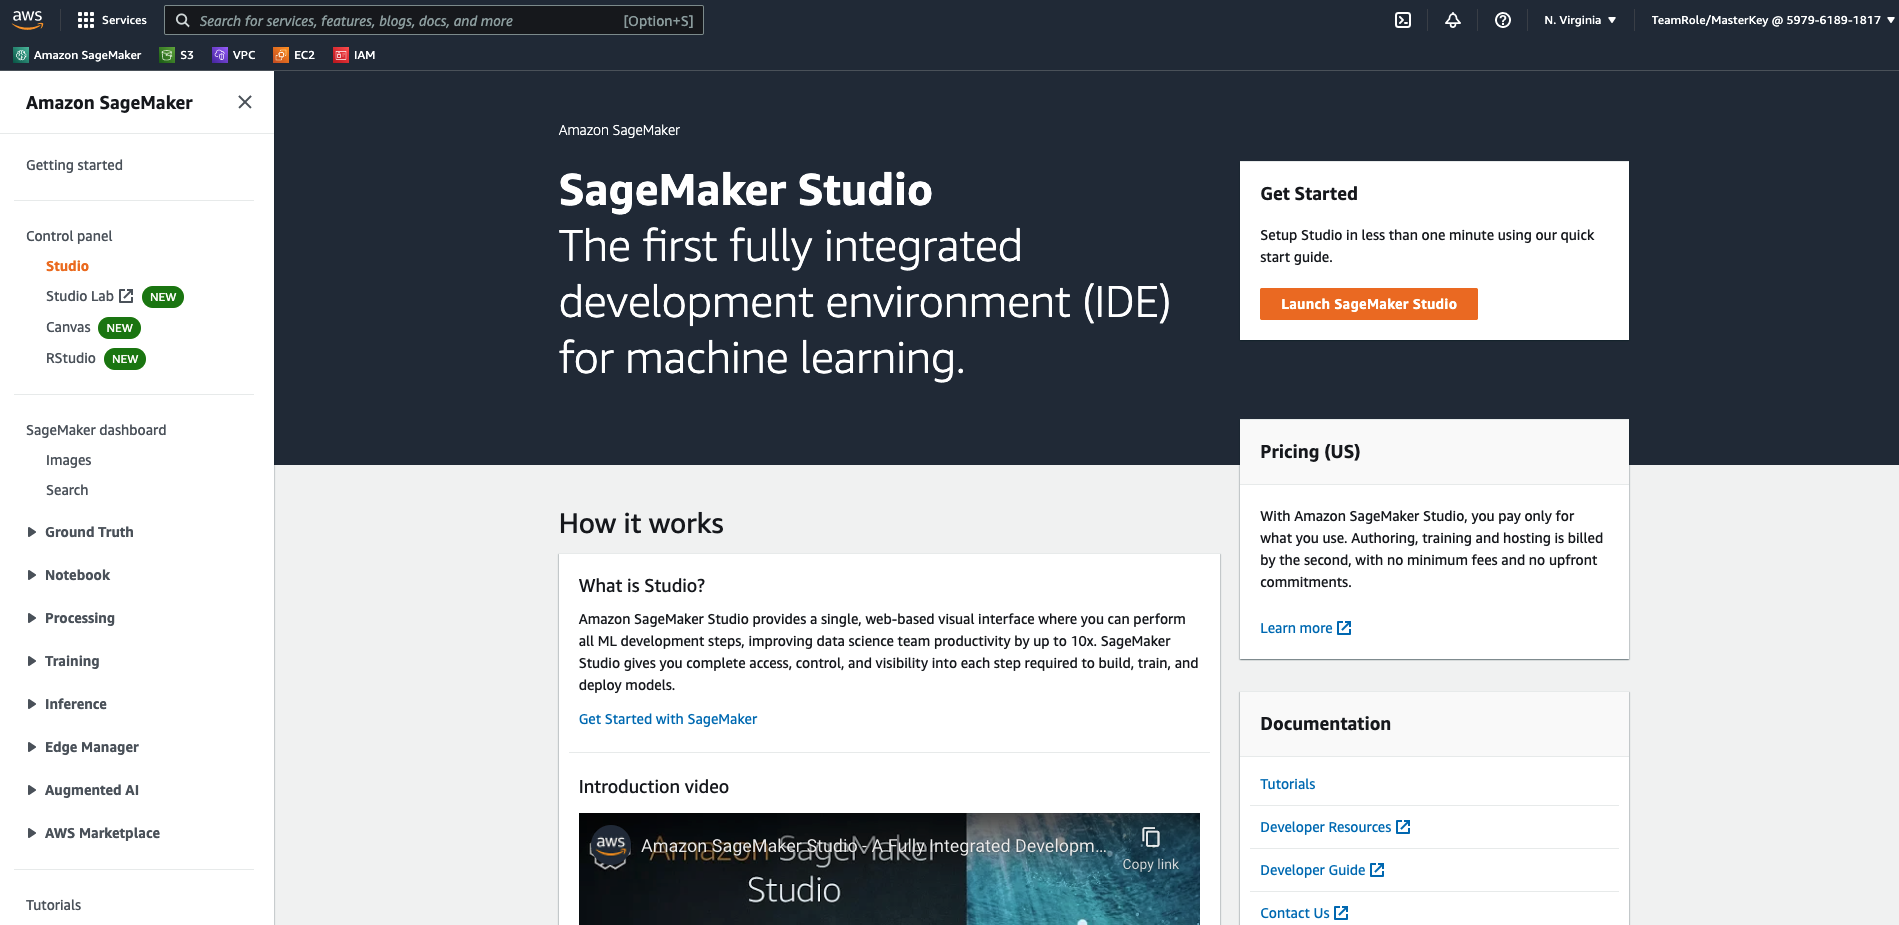 aws
Services
Search for services, features, blogs, docs, and more
[Option+S]
N. Virginia
TeamRole/MasterKey @ 5979-6189-1817
Amazon SageMaker
S3
VPC
EC2
IAM
Amazon SageMaker
Getting started
Control panel
Studio
Studio Lab NEW
Canvas NEW
RStudio NEW
SageMaker dashboard
Images
Search
Ground Truth
Notebook
Processing
Training
Inference
Edge Manager
Augmented AI
AWS Marketplace
Tutorials
Amazon SageMaker
SageMaker Studio
The first fully integrated
development environment (IDE)
for machine learning.
How it works
What is Studio?
Amazon SageMaker Studio provides a single, web-based visual interface where you can perform
all ML development steps, improving data science team productivity by up to 10x. SageMaker
Studio gives you complete access, control, and visibility into each step required to build, train, and
deploy models.
Get Started with SageMaker
Introduction video
aws
Amazon SageMaker Studio - A Fully Integrated Developm...
Copy link
Amazon SageMaker
Studio
Get Started
Setup Studio in less than one minute using our quick
start guide.
Launch SageMaker Studio
Pricing (US)
With Amazon SageMaker Studio, you pay only for
what you use. Authoring, training and hosting is billed
by the second, with no minimum fees and no upfront
commitments.
Learn more
Documentation
Tutorials
Developer Resources
Developer Guide
Contact Us